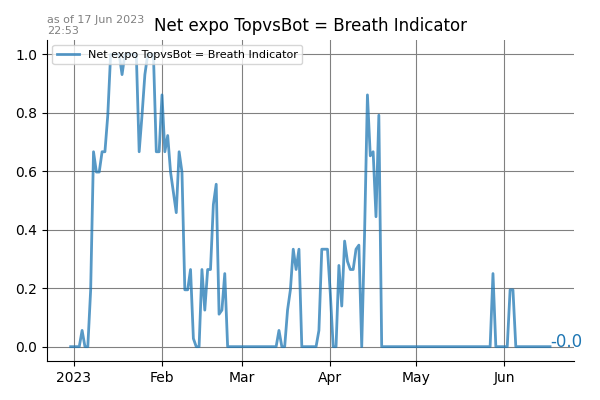 as of 17 Jun 2023
22:53
Net expo TopvsBot = Breath Indicator
Net expo TopvsBot = Breath Indicator
1.0
0.8
0.6
0.4
0.2
0.0
-0.0
2023 Feb Mar Apr May Jun